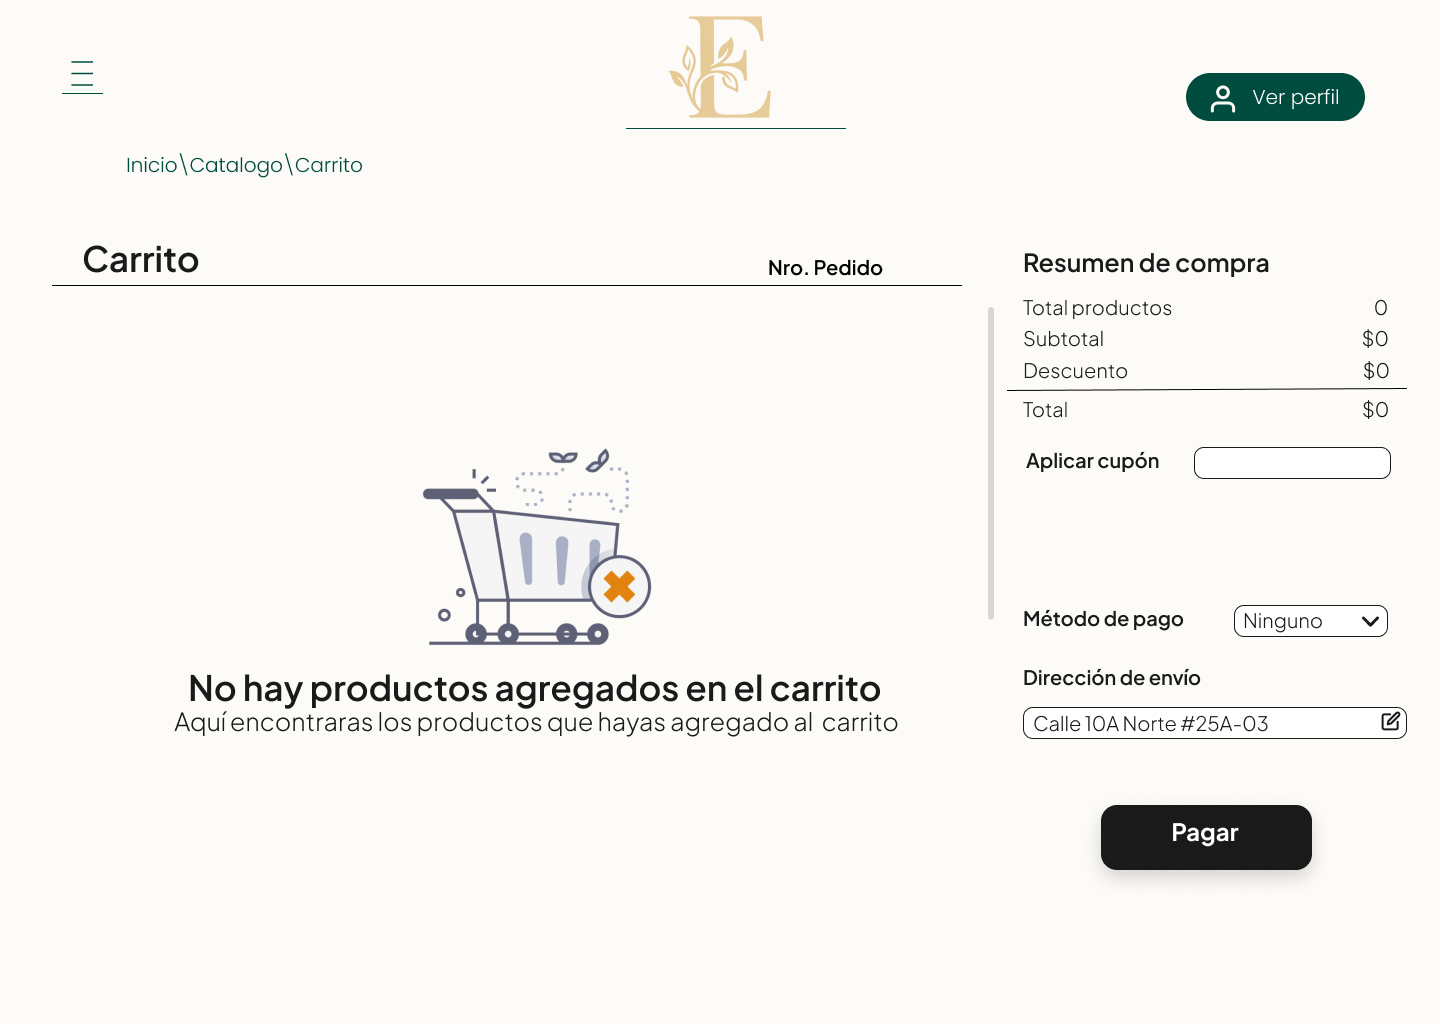 E
Ver perfil
Inicio\Catalogo\Carrito
Carrito
Nro. Pedido
No hay productos agregados en el carrito
Aquí encontraras los productos que hayas agregado al  carrito
Resumen de compra
Total productos 0
Subtotal $0
Descuento $0
Total $0
Aplicar cupón
Método de pago Ninguno
Dirección de envío
Calle 10A Norte #25A-03
Pagar